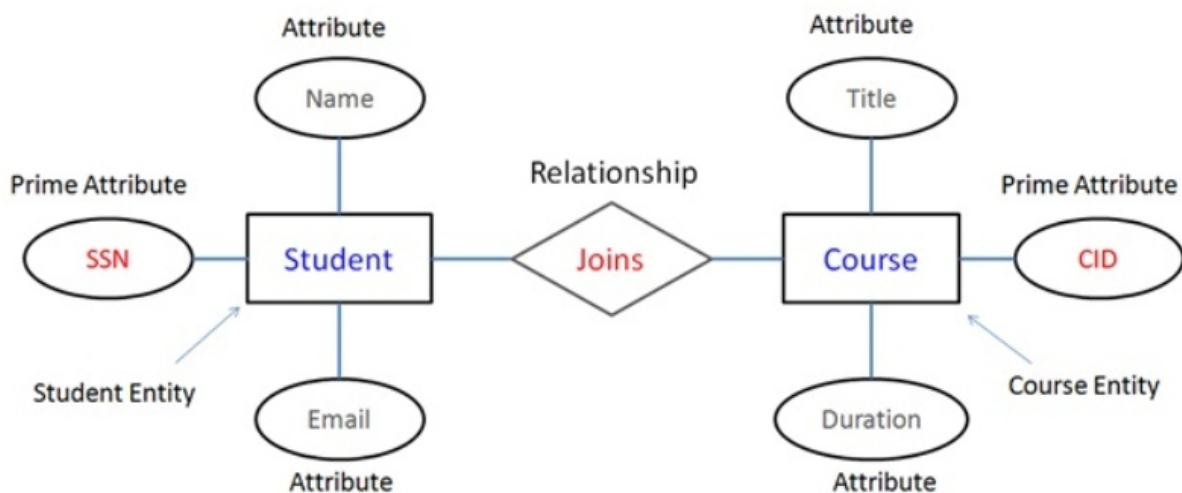 Attribute
Attribute
Name
Title
Relationship
Prime Attribute
Prime Attribute
SSN
Student
Joins
Course
CID
Student Entity
Course Entity
Email
Duration
Attribute
Attribute